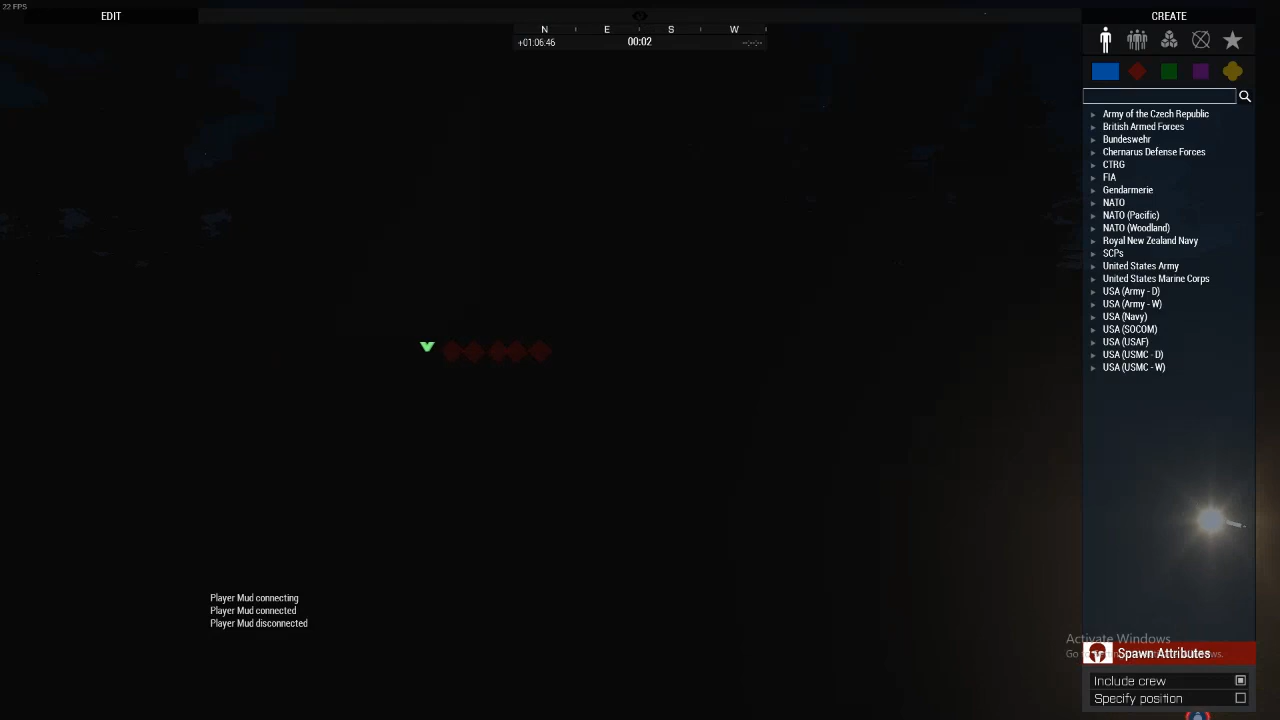 22 FPS
EDIT
CREATE
N E S W
+01:06:46 00:02 --:--:--
Army of the Czech Republic
British Armed Forces
Bundeswehr
Chernarus Defense Forces
CTRG
FIA
Gendarmerie
NATO
NATO (Pacific)
NATO (Woodland)
Royal New Zealand Navy
SCPs
United States Army
United States Marine Corps
USA (Army - D)
USA (Army - W)
USA (Navy)
USA (SOCOM)
USA (USAF)
USA (USMC - D)
USA (USMC - W)
Player Mud connecting
Player Mud connected
Player Mud disconnected
Activate Windows
Spawn Attributes
Include crew
Specify position